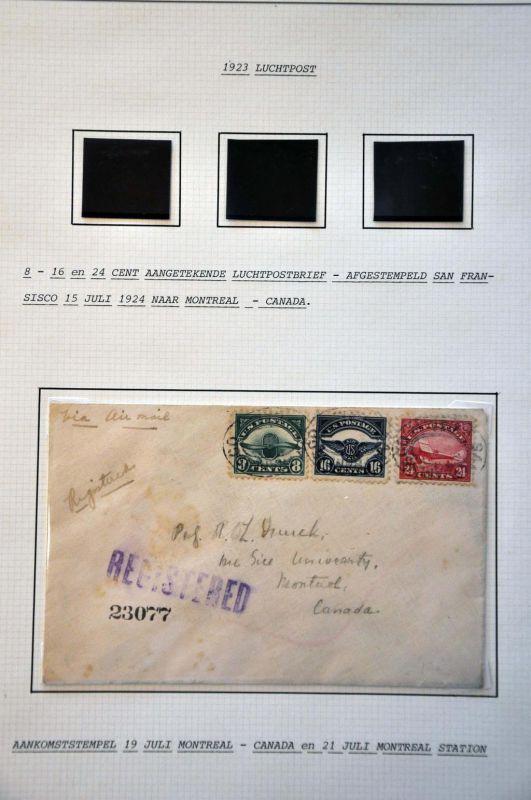 1923 LUCHTPOST
8 - 16 en 24 CENT AANGETEKENDE LUCHTPOSTBRIEF - AFGESTEMPELD SAN FRAN-
SISCO 15 JULI 1924 NAAR MONTREAL - CANADA.
Via Air mail
U.S POSTAGE
8 CENTS 8
U.S. POSTAGE
16 CENTS 16
24 CENTS 24
Registered
Prof. R. L.
University,
Montreal,
Canada.
REGISTERED
23077
AANKOMSTSTEMPEL 19 JULI MONTREAL - CANADA en 21 JULI MONTREAL STATION